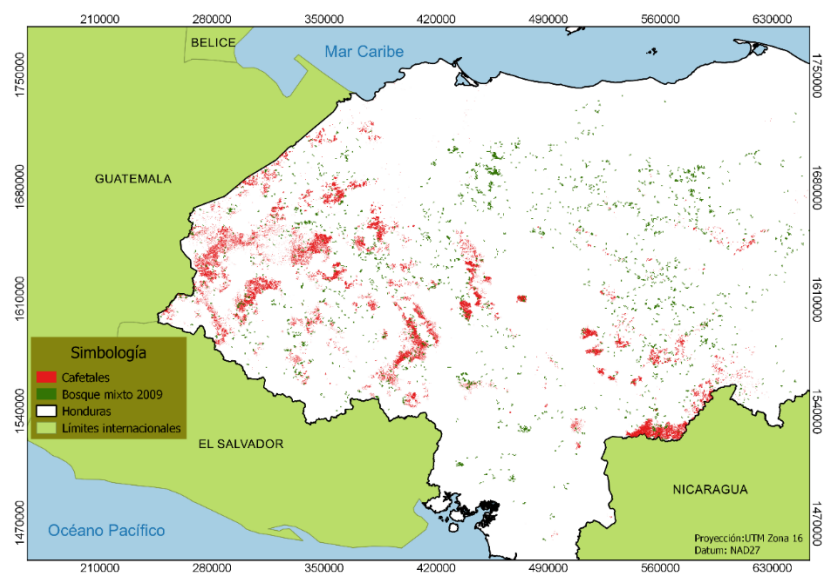 210000 280000 350000 420000 490000 560000 630000
BELICE
Mar Caribe
1750000
1750000
GUATEMALA
1680000
1680000
1610000
1610000
Simbología
Cafetales
Bosque mixto 2009
Honduras
Límites internacionales
1540000
1540000
EL SALVADOR
NICARAGUA
Océano Pacífico
1470000
1470000
Proyección:UTM Zona 16
Datum: NAD27
210000 280000 350000 420000 490000 560000 630000